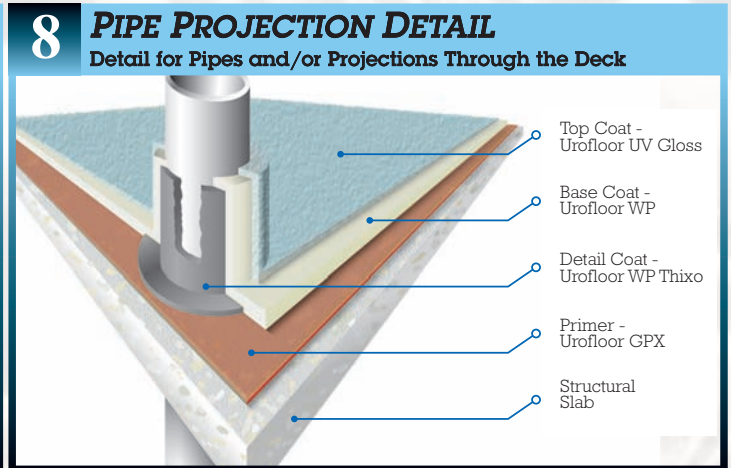 8
PIPE PROJECTION DETAIL
Detail for Pipes and/or Projections Through the Deck
Top Coat -
Urofloor UV Gloss
Base Coat -
Urofloor WP
Detail Coat -
Urofloor WP Thixo
Primer -
Urofloor GPX
Structural
Slab